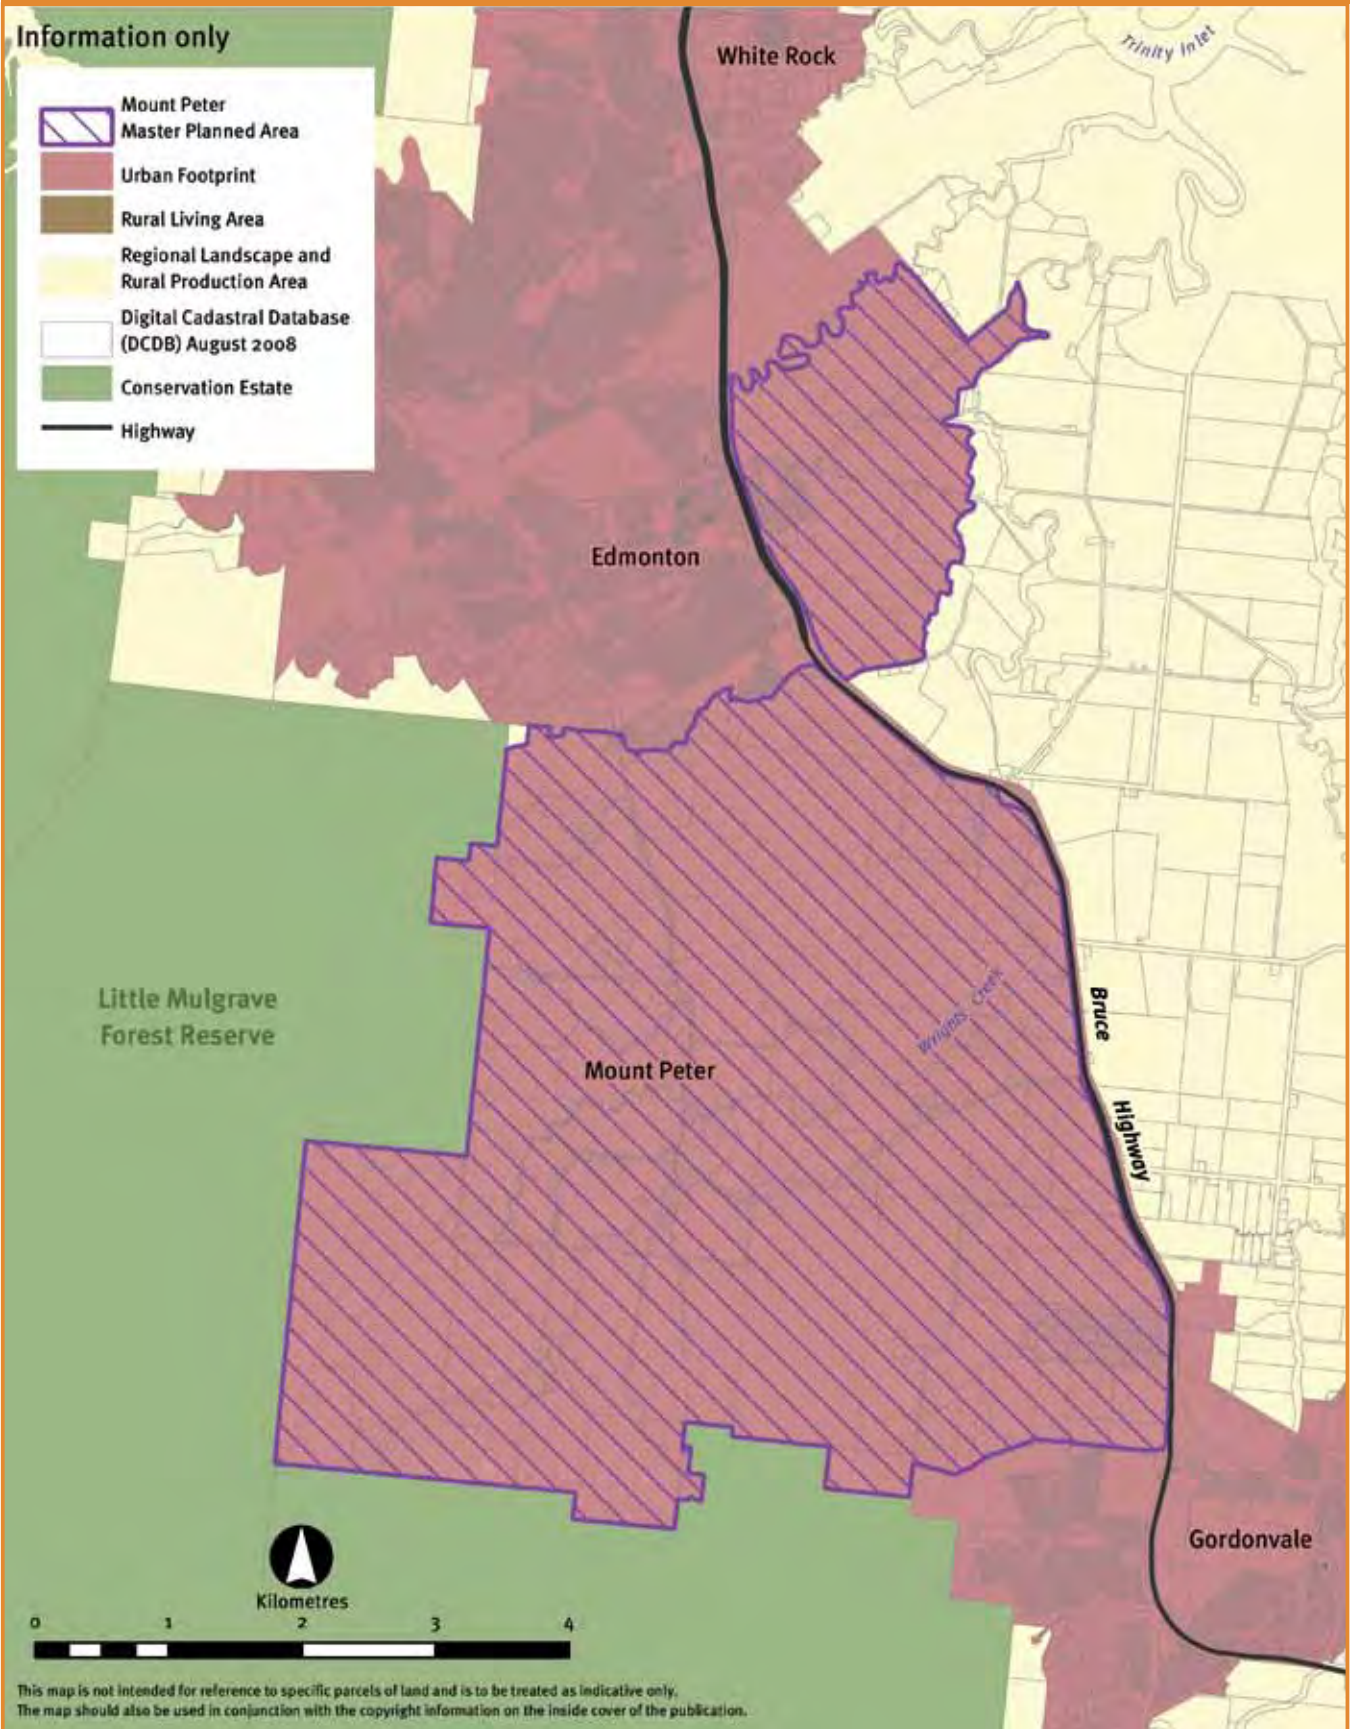 Information only
Mount Peter
Master Planned Area
Urban Footprint
Rural Living Area
Regional Landscape and
Rural Production Area
Digital Cadastral Database
(DCDB) August 2008
Conservation Estate
Highway
White Rock
Trinity Inlet
Edmonton
Little Mulgrave
Forest Reserve
Wrights Creek
Mount Peter
Bruce
Highway
Gordonvale
Kilometres
0 1 2 3 4
This map is not intended for reference to specific parcels of land and is to be treated as indicative only.
The map should also be used in conjunction with the copyright information on the inside cover of the publication.